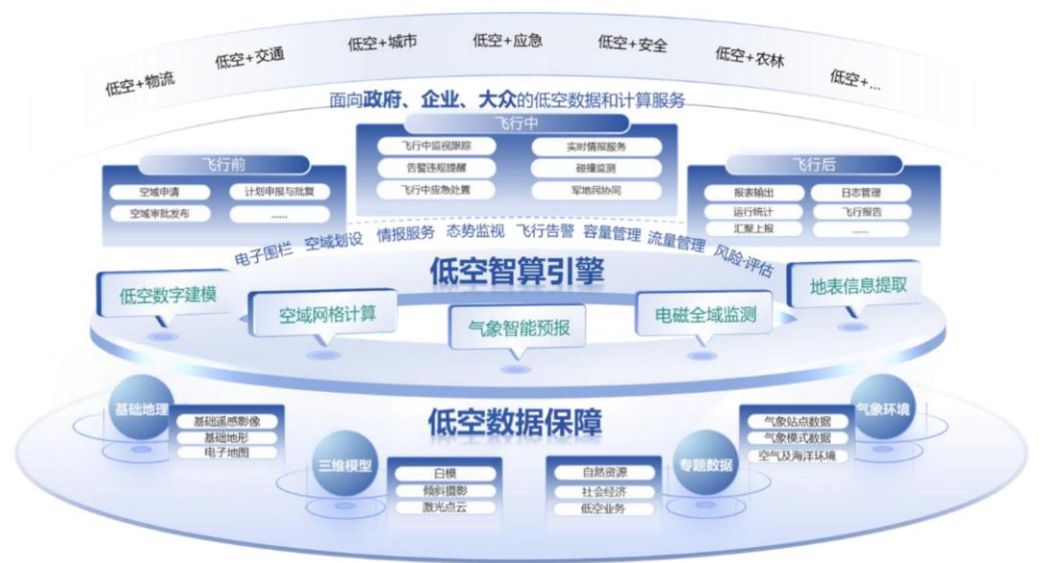 低空+物流
低空+交通
低空+城市
低空+应急
低空+安全
低空+农林
低空+...
面向政府、企业、大众的低空数据和计算服务
飞行前
空域申请
计划申报与批复
空域审批发布
......
飞行中
飞行中监视跟踪
实时情报服务
告警违规提醒
碰撞监测
飞行中应急处置
军地民协同
飞行后
报表输出
日志管理
运行统计
飞行报告
汇聚上报
......
电子围栏
空域划设
情报服务
态势监视
飞行告警
容量管理
流量管理
风险·评估
低空智算引擎
低空数字建模
空域网格计算
气象智能预报
电磁全域监测
地表信息提取
低空数据保障
基础地理
基础遥感影像
基础地形
电子地图
三维模型
白模
倾斜摄影
激光点云
自然资源
社会经济
低空业务
专题数据
气象站点数据
气象模式数据
空气及海洋环境
气象环境